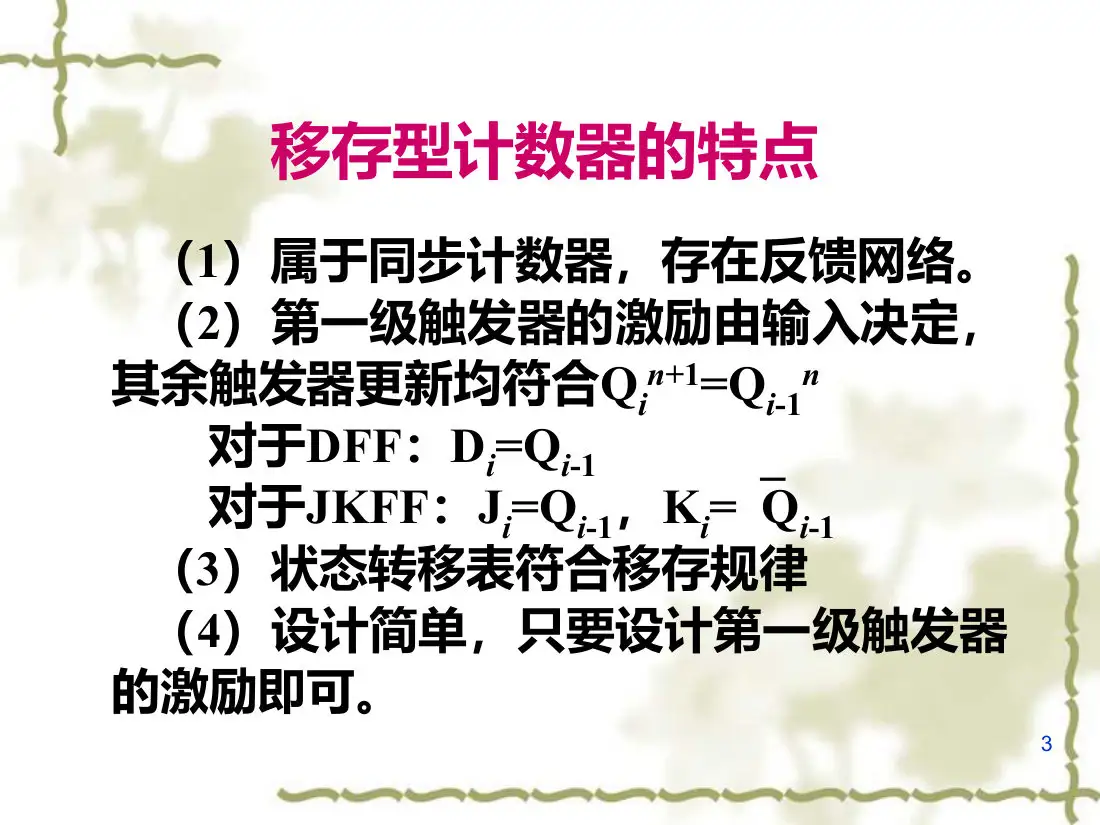 移存型计数器的特点
（1）属于同步计数器，存在反馈网络。
（2）第一级触发器的激励由输入决定，
其余触发器更新均符合Qᵢⁿ⁺¹=Qᵢ₋₁ⁿ
对于DFF：Dᵢ=Qᵢ₋₁
对于JKFF：Jᵢ=Qᵢ₋₁，Kᵢ= Q̅ᵢ₋₁
（3）状态转移表符合移存规律
（4）设计简单，只要设计第一级触发器
的激励即可。
3